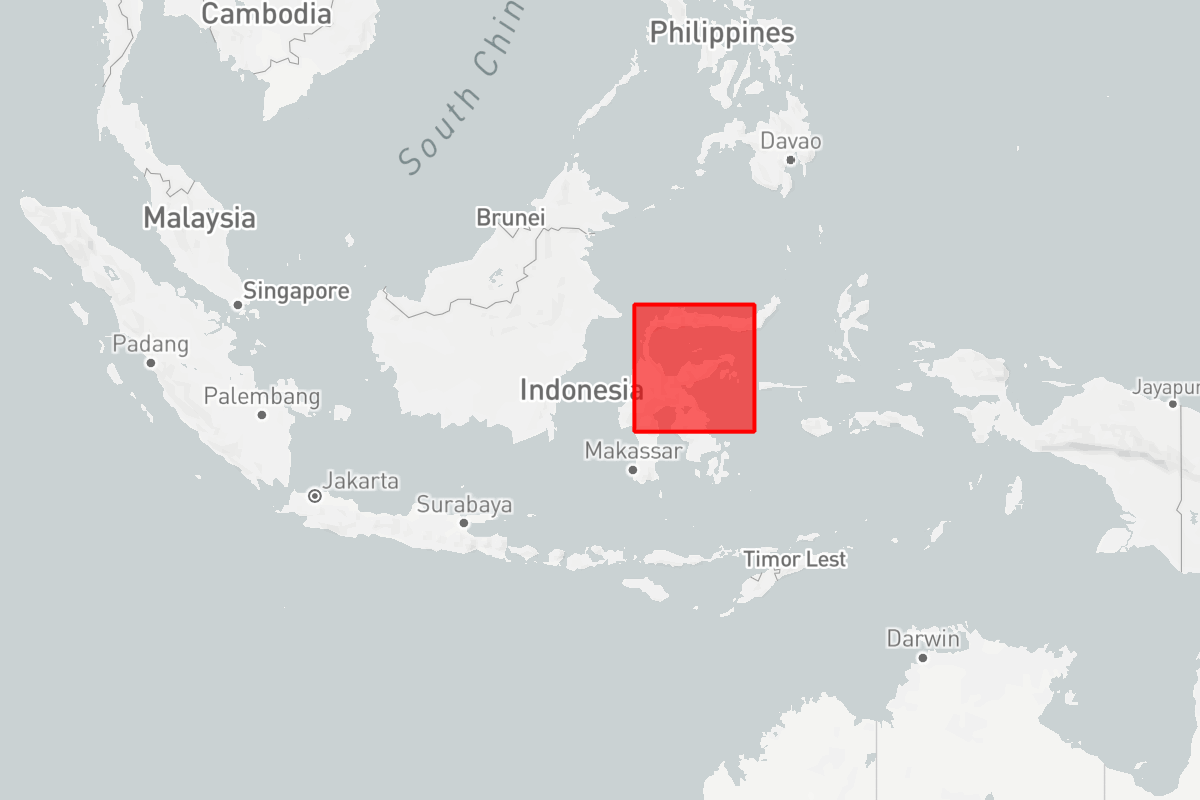 Cambodia
South Chin
Philippines
Davao
Malaysia
Brunei
Singapore
Padang
Indonesia
Palembang
Jayapur
Makassar
Jakarta
Surabaya
Timor Lest
Darwin